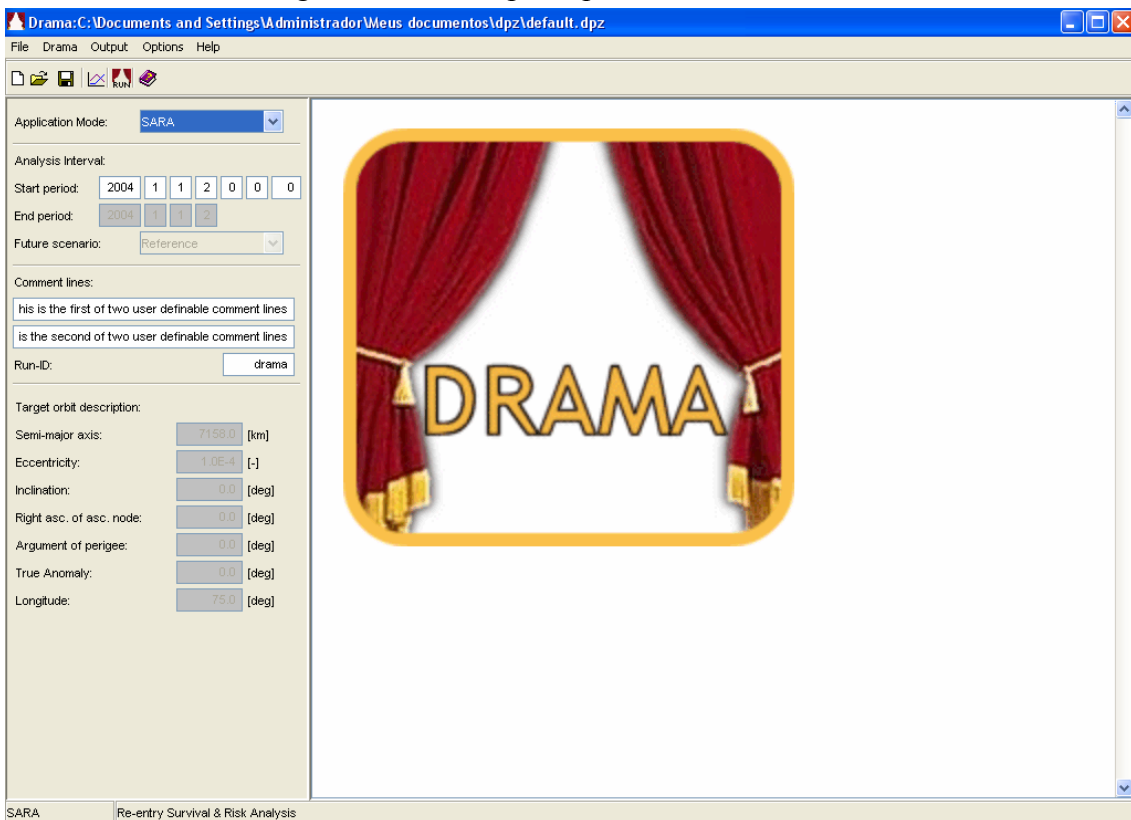 Drama:C:\Documents and Settings\Administrador\Meus documentos\dpz\default.dpz
File Drama Output Options Help
RUN
Application Mode: SARA
Analysis Interval:
Start period: 2004 1 1 2 0 0 0
End period: 2004 1 1 2
Future scenario: Reference
Comment lines:
his is the first of two user definable comment lines
is the second of two user definable comment lines
Run-ID: drama
Target orbit description:
Semi-major axis: 7158.0 [km]
Eccentricity: 1.0E-4 [-]
Inclination: 0.0 [deg]
Right asc. of asc. node: 0.0 [deg]
Argument of perigee: 0.0 [deg]
True Anomaly: 0.0 [deg]
Longitude: 75.0 [deg]
DRAMA
SARA Re-entry Survival & Risk Analysis